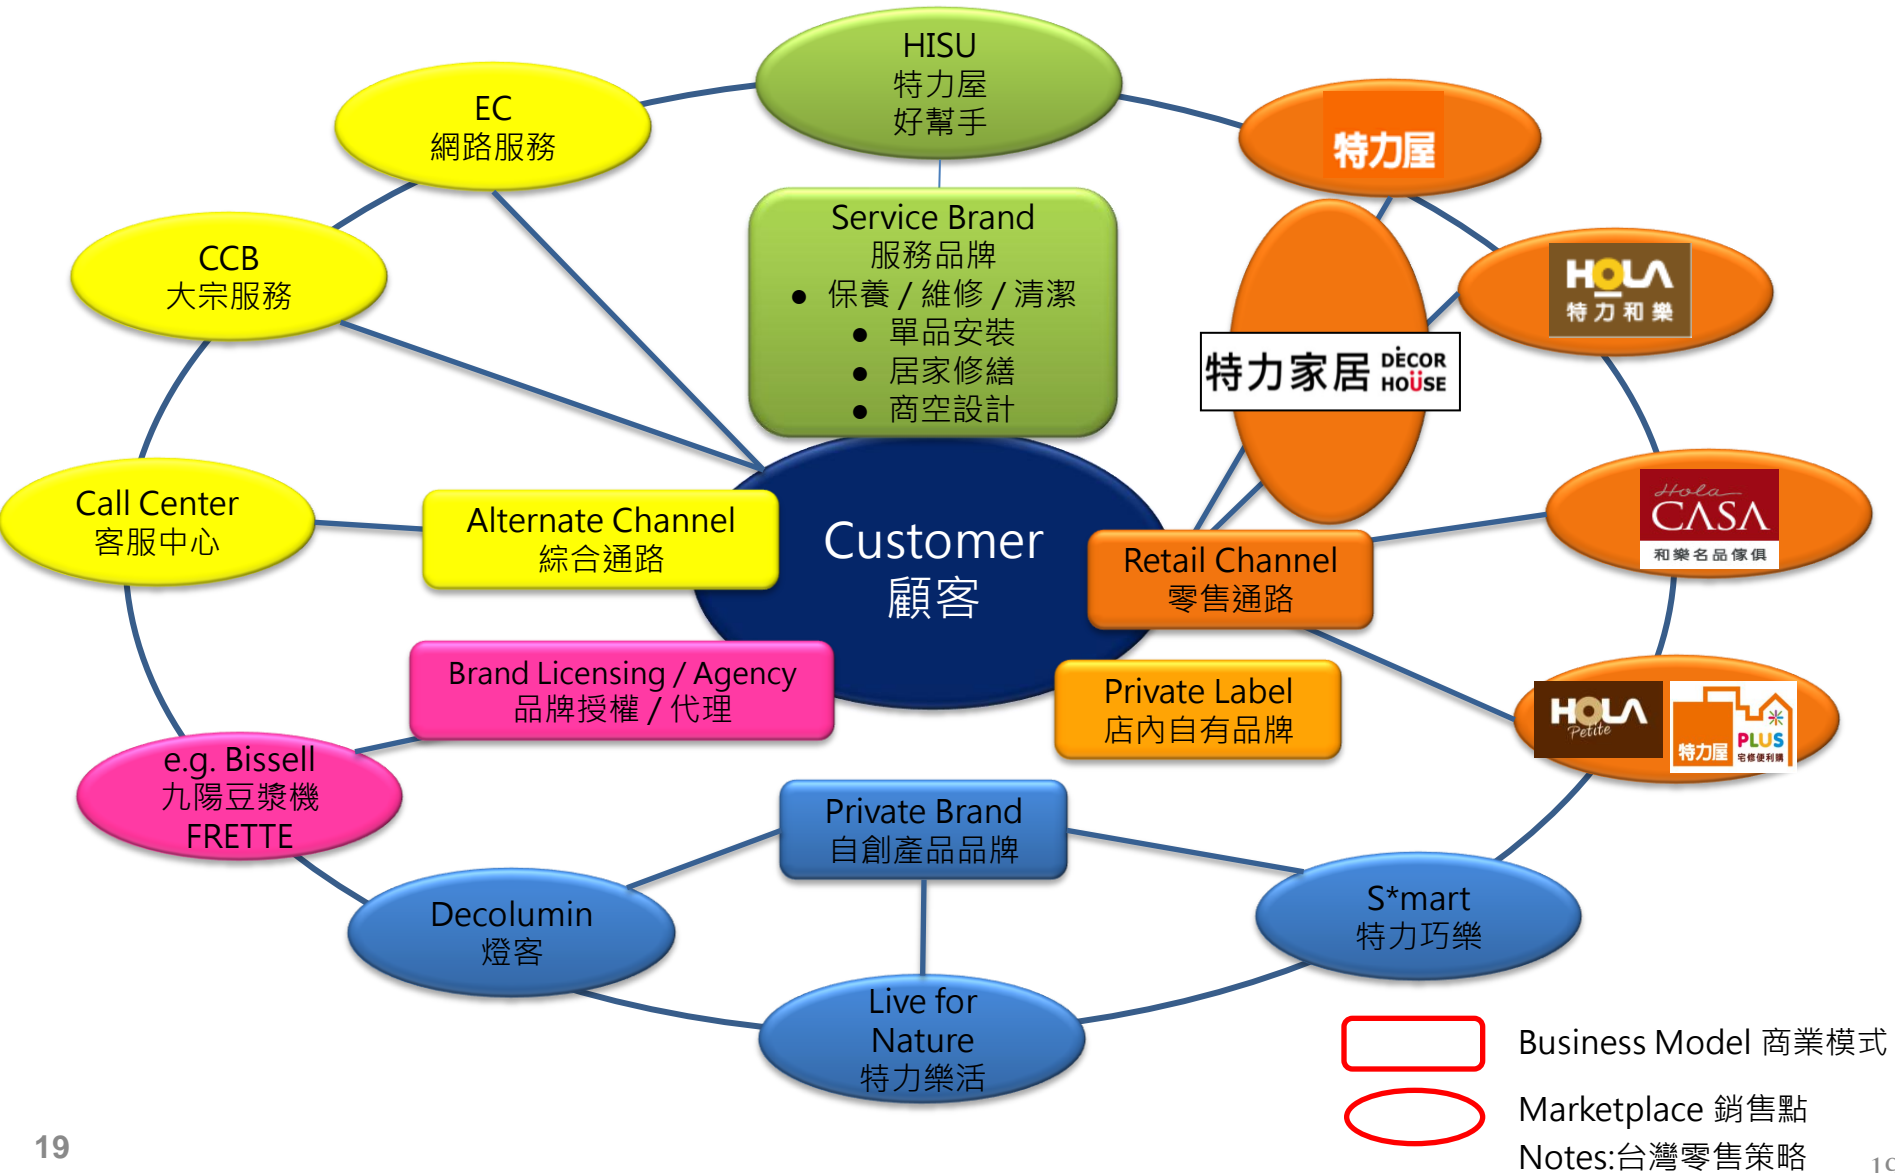 HISU
特力屋
好幫手
EC
網路服務
特力屋
CCB
大宗服務
Service Brand
服務品牌
● 保養 / 維修 / 清潔
● 單品安裝
● 居家修繕
● 商空設計
HOLA
特力和樂
特力家居 DÉCOR
HOÜSE
Call Center
客服中心
Alternate Channel
綜合通路
Customer
顧客
Retail Channel
零售通路
Hola
CASA
和樂名品傢俱
Brand Licensing / Agency
品牌授權 / 代理
Private Label
店內自有品牌
HOLA
Petite
特力屋
PLUS
宅修便利購
e.g. Bissell
九陽豆漿機
FRETTE
Private Brand
自創產品品牌
Decolumin
燈客
S*mart
特力巧樂
Live for
Nature
特力樂活
Business Model 商業模式
Marketplace 銷售點
Notes:台灣零售策略
19
19